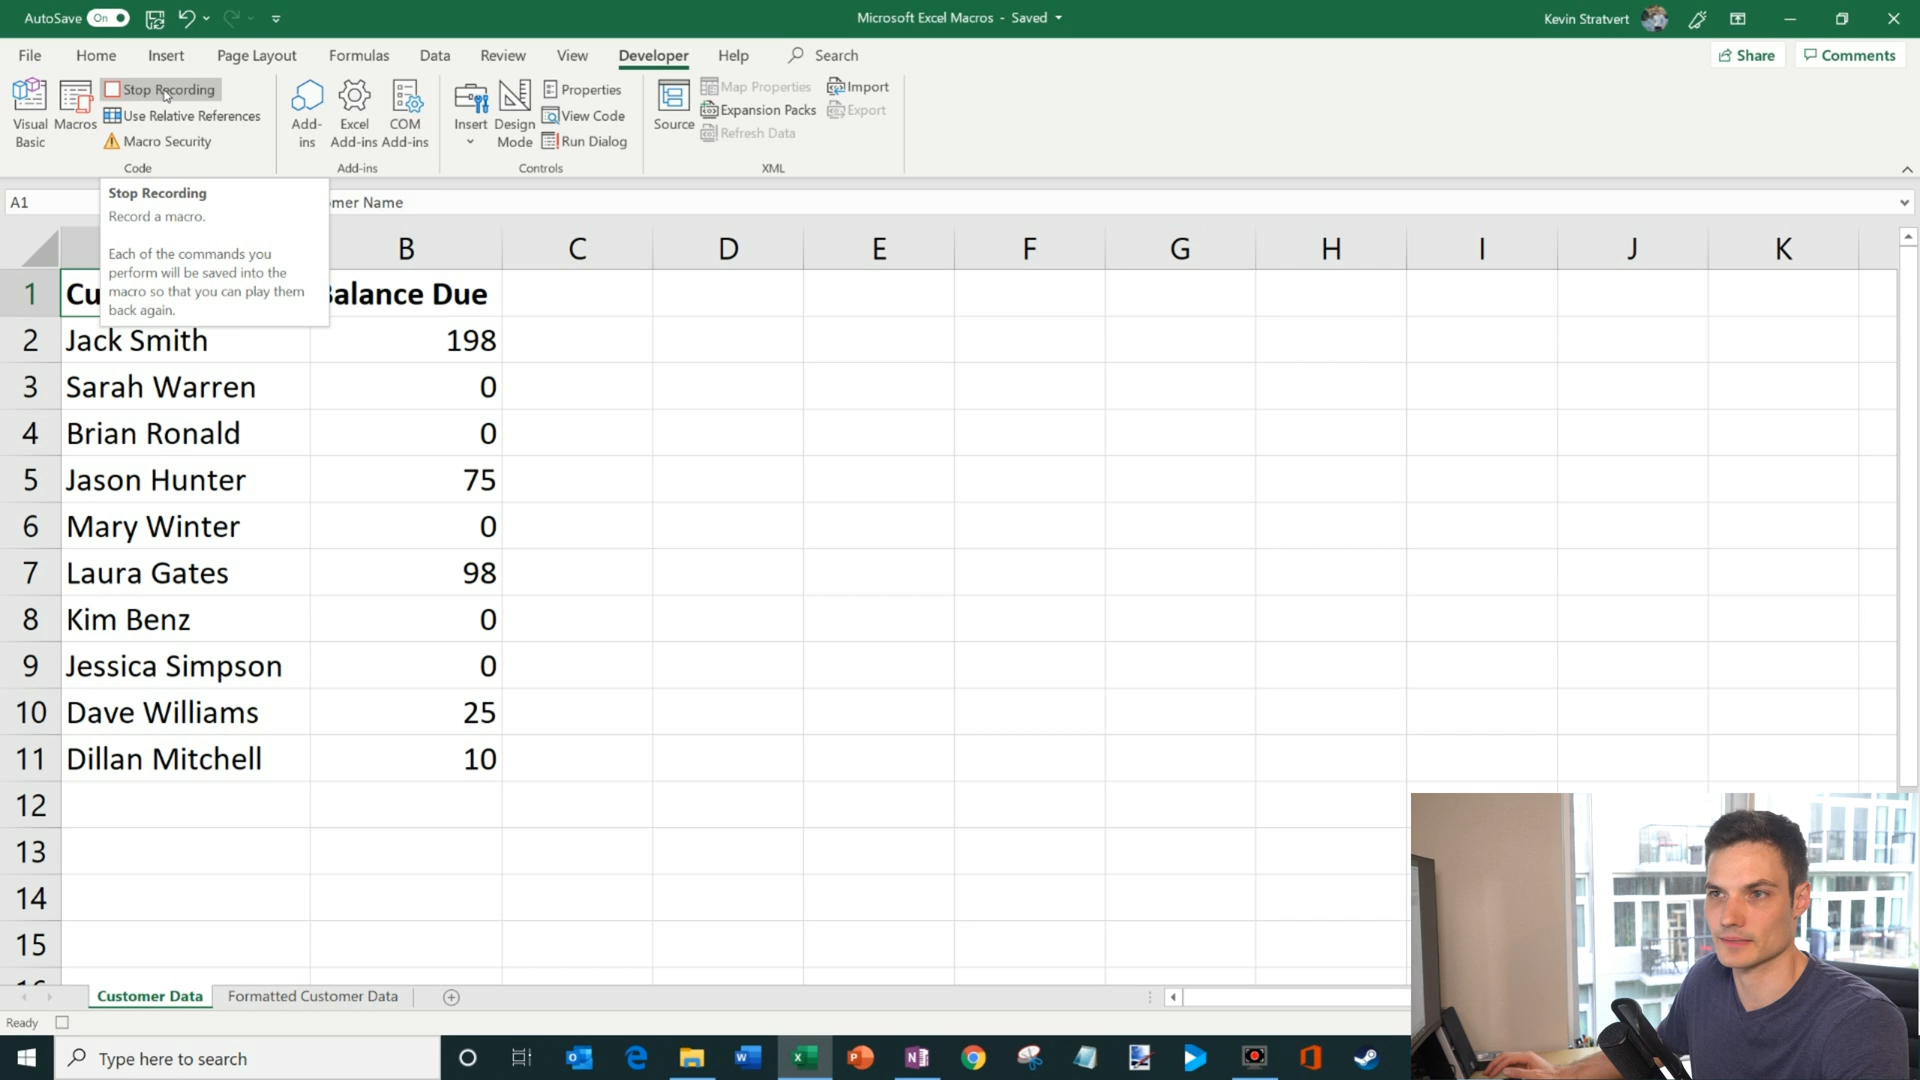 AutoSave On
Microsoft Excel Macros - Saved
Kevin Stratvert
File Home Insert Page Layout Formulas Data Review View Developer Help Search
Share Comments
Visual Basic
Macros
Stop Recording
Use Relative References
Macro Security
Code
Add-ins
Excel Add-ins
COM Add-ins
Add-ins
Insert
Design Mode
Properties
View Code
Run Dialog
Controls
Source
Map Properties
Expansion Packs
Refresh Data
Import
Export
XML
Stop Recording
Record a macro.
Each of the commands you
perform will be saved into the
macro so that you can play them
back again.
A1
mer Name
B C D E F G H I J K
1 Cu Balance Due
2 Jack Smith 198
3 Sarah Warren 0
4 Brian Ronald 0
5 Jason Hunter 75
6 Mary Winter 0
7 Laura Gates 98
8 Kim Benz 0
9 Jessica Simpson 0
10 Dave Williams 25
11 Dillan Mitchell 10
12
13
14
15
Customer Data Formatted Customer Data
Ready
Type here to search